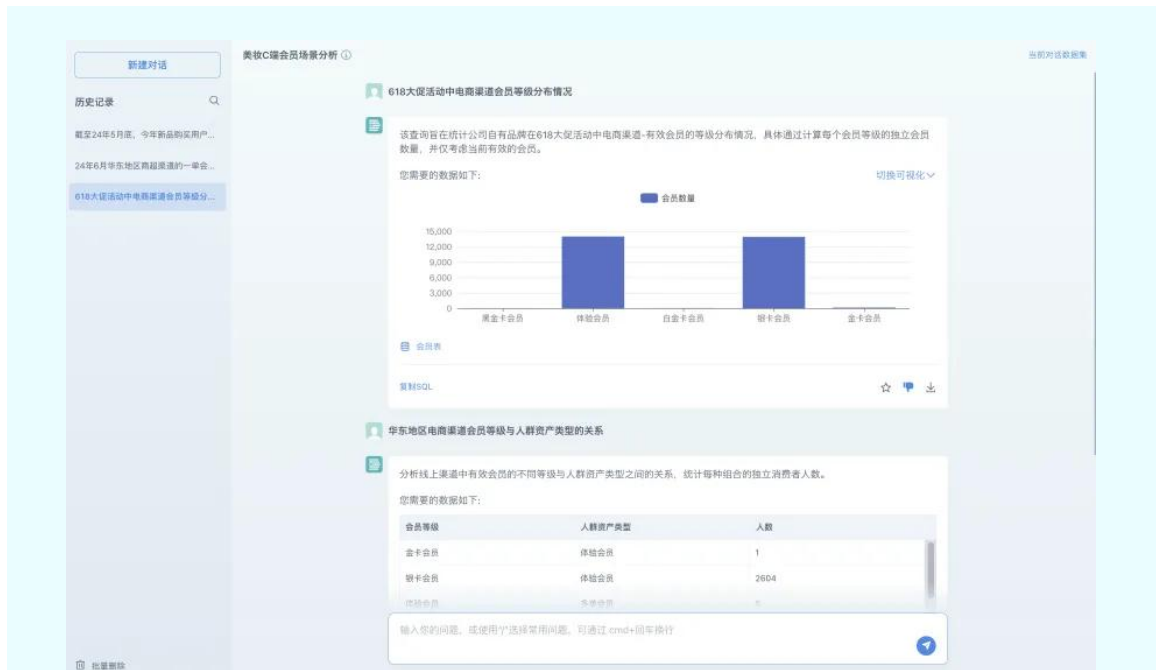 新建对话
历史记录
截至24年5月底，今年新品购买用户...
24年6月华东地区商超渠道的一单会...
618大促活动中电商渠道会员等级分...
批量删除
美妆C端会员场景分析
当前对话数据集
618大促活动中电商渠道会员等级分布情况
该查询旨在统计公司自有品牌在618大促活动中电商渠道-有效会员的等级分布情况，具体通过计算每个会员等级的独立会员
数量，并仅考虑当前有效的会员。
您需要的数据如下:
切换可视化
会员数量
15,000
12,000
9,000
6,000
3,000
0
黑金卡会员 体验会员 白金卡会员 银卡会员 金卡会员
会员表
复制SQL
华东地区电商渠道会员等级与人群资产类型的关系
分析线上渠道中有效会员的不同等级与人群资产类型之间的关系，统计每种组合的独立消费者人数。
您需要的数据如下:
会员等级 人群资产类型 人数
金卡会员 体验会员 1
银卡会员 体验会员 2604
体验会员
输入你的问题，或使用"/"选择常用问题，可通过 cmd+回车换行